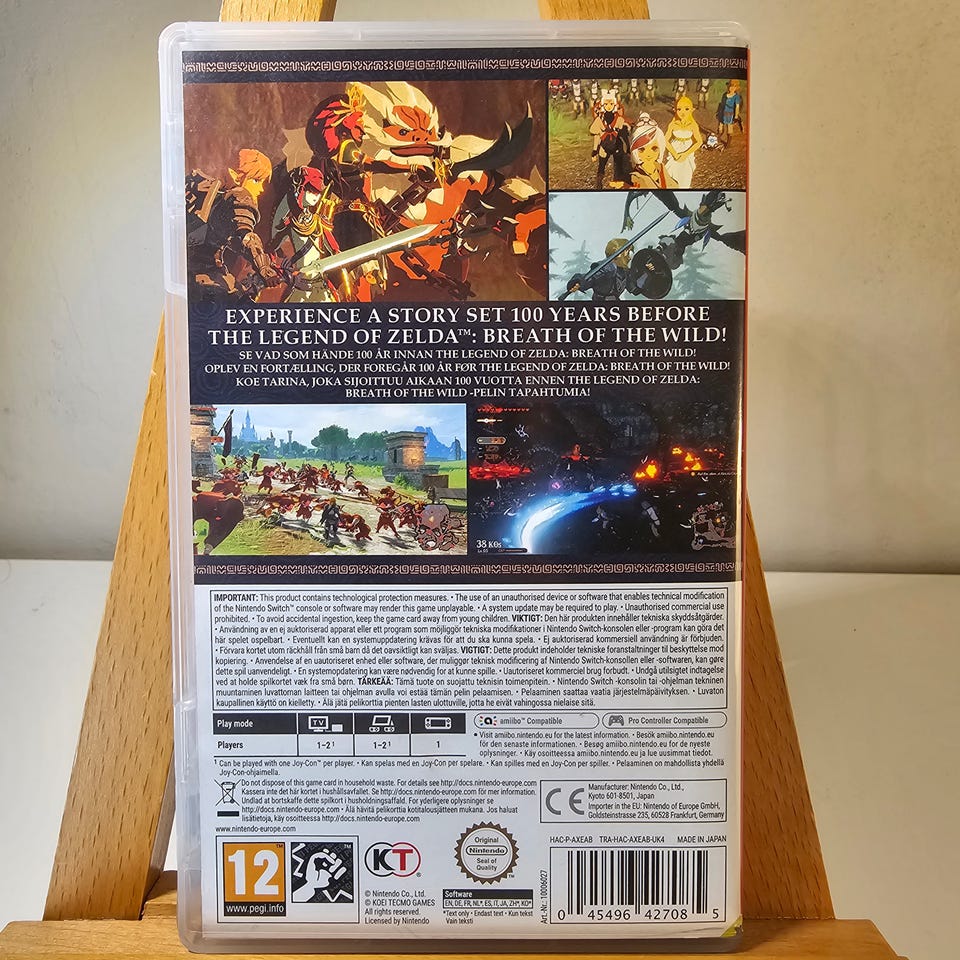 EXPERIENCE A STORY SET 100 YEARS BEFORE
THE LEGEND OF ZELDA™: BREATH OF THE WILD!
SE VAD SOM HÄNDE 100 ÅR INNAN THE LEGEND OF ZELDA: BREATH OF THE WILD!
OPLEV EN FORTÆLLING, DER FOREGÅR 100 ÅR FØR THE LEGEND OF ZELDA: BREATH OF THE WILD!
KOE TARINA, JOKA SIJOITTUU AIKAAN 100 VUOTTA ENNEN THE LEGEND OF ZELDA:
BREATH OF THE WILD -PELIN TAPAHTUMIA!
38 KOs
IMPORTANT: This product contains technological protection measures. • The use of an unauthorised device or software that enables technical modification
of the Nintendo Switch™ console or software may render this game unplayable. • A system update may be required to play. • Unauthorised commercial use
prohibited. • To avoid accidental ingestion, keep the game card away from young children. VIKTIGT: Den här produkten innehåller tekniska skyddsåtgärder.
• Användning av en ej auktoriserad apparat eller ett program som möjliggör tekniska modifikationer i Nintendo Switch-konsolen eller -program kan göra det
här spelet ospelbart. • Eventuellt kan en systemuppdatering krävas för att du ska kunna spela. • Ej auktoriserad kommersiell användning är förbjuden.
• Förvara kortet utom räckhåll från små barn då det oavsiktligt kan sväljas. VIGTIGT: Dette produkt indeholder tekniske foranstaltninger til beskyttelse mod
kopiering. • Anvendelse af en uautoriseret enhed eller software, der muliggør teknisk modificering af Nintendo Switch-konsollen eller -softwaren, kan gøre
dette spil uanvendeligt. • En systemopdatering kan være nødvendig for at kunne spille. • Uautoriseret kommerciel brug forbudt. • Undgå utilsigtet indtagelse
ved at holde spilkortet væk fra små børn. TÄRKEÄÄ: Tämä tuote on suojattu teknisin toimenpitein. • Nintendo Switch -konsolin tai -ohjelman tekninen
muuntaminen luvattoman laitteen tai ohjelman avulla voi estää tämän pelin pelaamisen. • Pelaaminen saattaa vaatia järjestelmäpäivityksen. • Luvaton
kaupallinen käyttö on kielletty. • Älä jätä pelikorttia pienten lasten ulottuville, jotta he eivät vahingossa nielaise sitä.
Play mode TV
Players 1–2¹ 1–2¹ 1
amiibo™ Compatible Pro Controller Compatible
• Visit amiibo.nintendo.eu for the latest information. • Besök amiibo.nintendo.eu
för den senaste informationen. • Besøg amiibo.nintendo.eu for de nyeste
oplysninger. • Käy osoitteessa amiibo.nintendo.eu ja lue uusimmat tiedot.
¹ Can be played with one Joy-Con™ per player. • Kan spelas med en Joy-Con per spelare. • Kan spilles med en Joy-Con per spiller. • Pelaaminen on mahdollista yhdellä
Joy-Con-ohjaimella.
Do not dispose of this game card in household waste. For details see http://docs.nintendo-europe.com
Kassera inte det här kortet i hushållsavfallet. Se http://docs.nintendo-europe.com för mer information.
Undlad at bortskaffe dette spilkort i husholdningsaffald. For yderligere oplysninger se
http://docs.nintendo-europe.com • Älä hävitä pelikorttia kotitalousjätteen mukana. Jos haluat
lisätietoja, käy osoitteessa http://docs.nintendo-europe.com
www.nintendo-europe.com
CE
Manufacturer: Nintendo Co., Ltd.,
Kyoto 601-8501, Japan
Importer in the EU: Nintendo of Europe GmbH,
Goldsteinstrasse 235, 60528 Frankfurt, Germany
HAC-P-AXEAB TRA-HAC-AXEAB-UK4 MADE IN JAPAN
12
www.pegi.info
KT
© Nintendo Co., Ltd.
© KOEI TECMO GAMES
All rights reserved.
Licensed by Nintendo
Original
Nintendo
Seal of
Quality
Software
EN, DE, FR, NL*, ES, IT, JA, ZH*, KO*
*Text only • Endast text • Kun tekst
Vain teksti
Art.-Nr.: 10006027
0 45496 42708 5